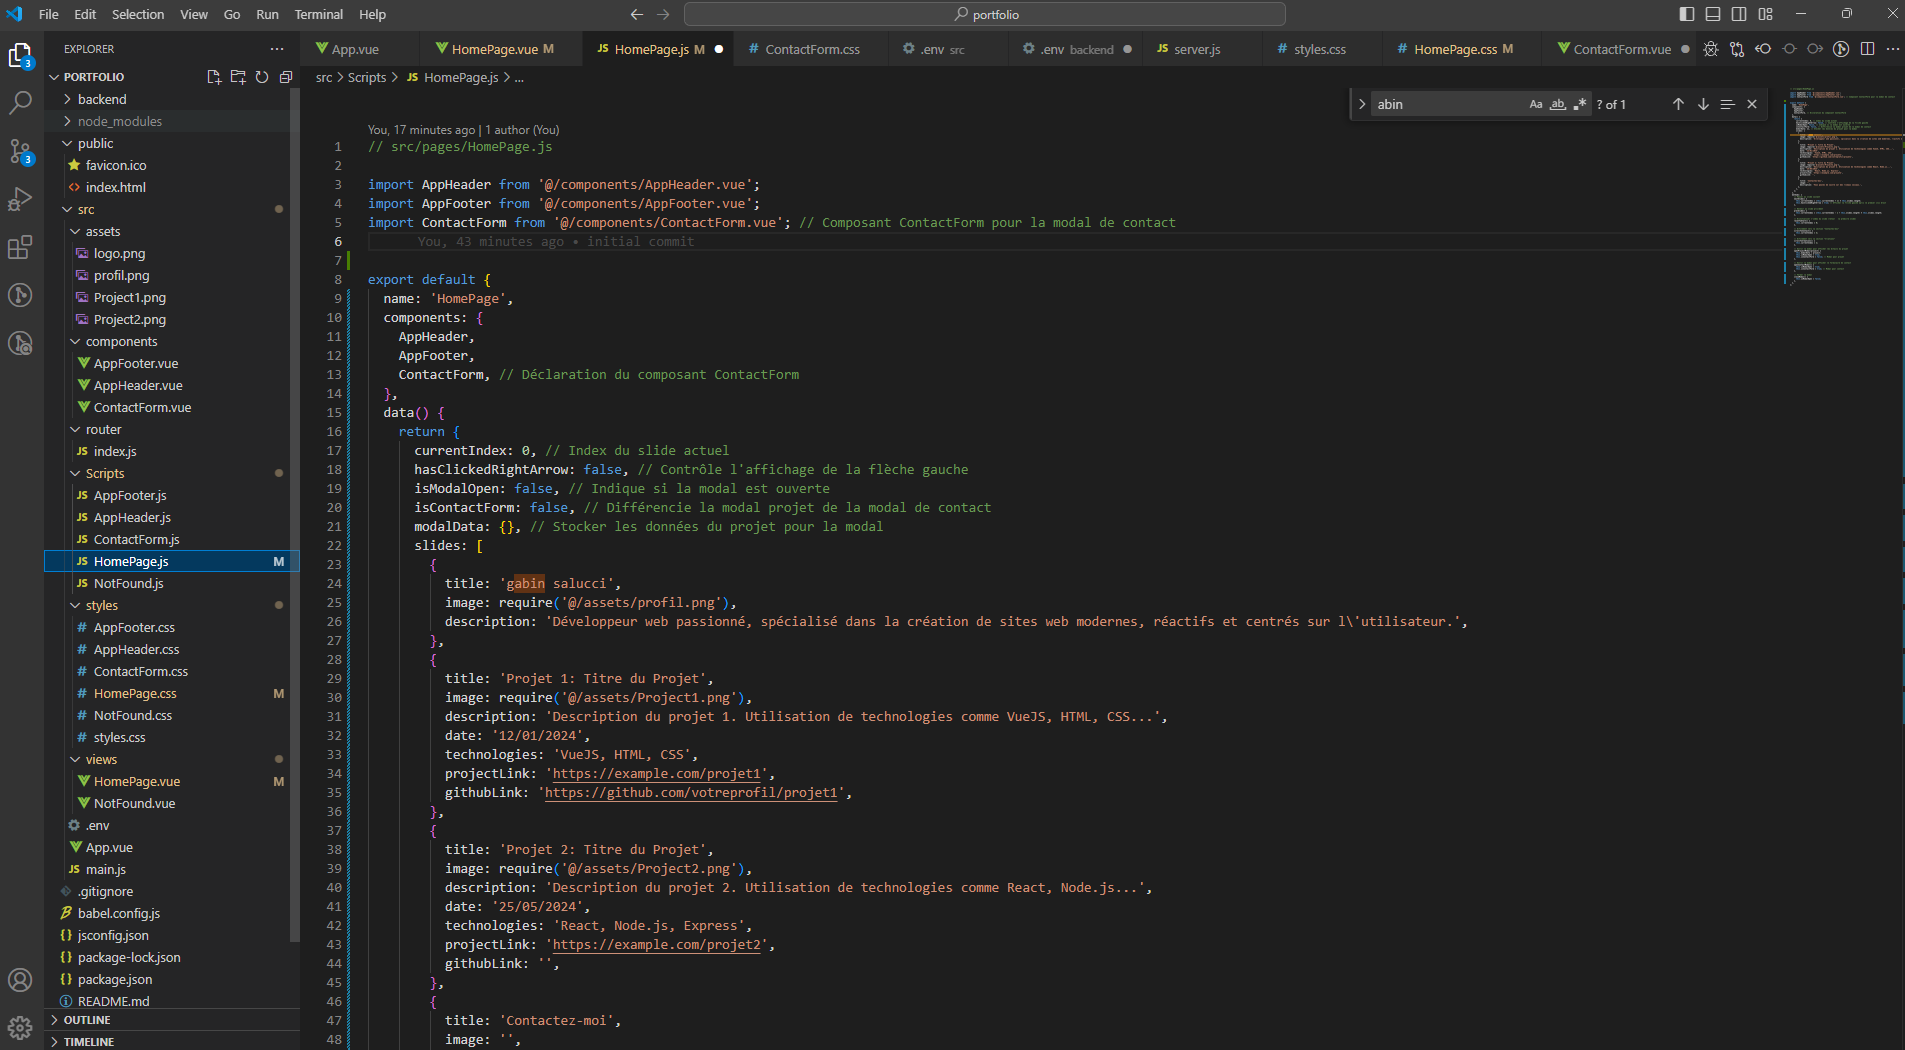 File Edit Selection View Go Run Terminal Help
portfolio
EXPLORER
PORTFOLIO
backend
node_modules
public
favicon.ico
index.html
src
assets
logo.png
profil.png
Project1.png
Project2.png
components
AppFooter.vue
AppHeader.vue
ContactForm.vue
router
JS index.js
Scripts
JS AppFooter.js
JS AppHeader.js
JS ContactForm.js
JS HomePage.js M
JS NotFound.js
styles
# AppFooter.css
# AppHeader.css
# ContactForm.css
# HomePage.css M
# NotFound.css
# styles.css
views
HomePage.vue M
NotFound.vue
.env
App.vue
JS main.js
.gitignore
babel.config.js
{} jsconfig.json
{} package-lock.json
{} package.json
README.md
OUTLINE
TIMELINE
3
3
App.vue HomePage.vue M JS HomePage.js M # ContactForm.css .env src .env backend JS server.js # styles.css # HomePage.css M ContactForm.vue
src > Scripts > JS HomePage.js > ...
abin Aa ab ? of 1
You, 17 minutes ago | 1 author (You)
1 // src/pages/HomePage.js
2
3 import AppHeader from '@/components/AppHeader.vue';
4 import AppFooter from '@/components/AppFooter.vue';
5 import ContactForm from '@/components/ContactForm.vue'; // Composant ContactForm pour la modal de contact
6 You, 43 minutes ago • initial commit
7
8 export default {
9 name: 'HomePage',
10 components: {
11 AppHeader,
12 AppFooter,
13 ContactForm, // Déclaration du composant ContactForm
14 },
15 data() {
16 return {
17 currentIndex: 0, // Index du slide actuel
18 hasClickedRightArrow: false, // Contrôle l'affichage de la flèche gauche
19 isModalOpen: false, // Indique si la modal est ouverte
20 isContactForm: false, // Différencie la modal projet de la modal de contact
21 modalData: {}, // Stocker les données du projet pour la modal
22 slides: [
23 {
24 title: 'gabin salucci',
25 image: require('@/assets/profil.png'),
26 description: 'Développeur web passionné, spécialisé dans la création de sites web modernes, réactifs et centrés sur l\'utilisateur.',
27 },
28 {
29 title: 'Projet 1: Titre du Projet',
30 image: require('@/assets/Project1.png'),
31 description: 'Description du projet 1. Utilisation de technologies comme VueJS, HTML, CSS...',
32 date: '12/01/2024',
33 technologies: 'VueJS, HTML, CSS',
34 projectLink: 'https://example.com/projet1',
35 githubLink: 'https://github.com/votreprofil/projet1',
36 },
37 {
38 title: 'Projet 2: Titre du Projet',
39 image: require('@/assets/Project2.png'),
40 description: 'Description du projet 2. Utilisation de technologies comme React, Node.js...',
41 date: '25/05/2024',
42 technologies: 'React, Node.js, Express',
43 projectLink: 'https://example.com/projet2',
44 githubLink: '',
45 },
46 {
47 title: 'Contactez-moi',
48 image: '',